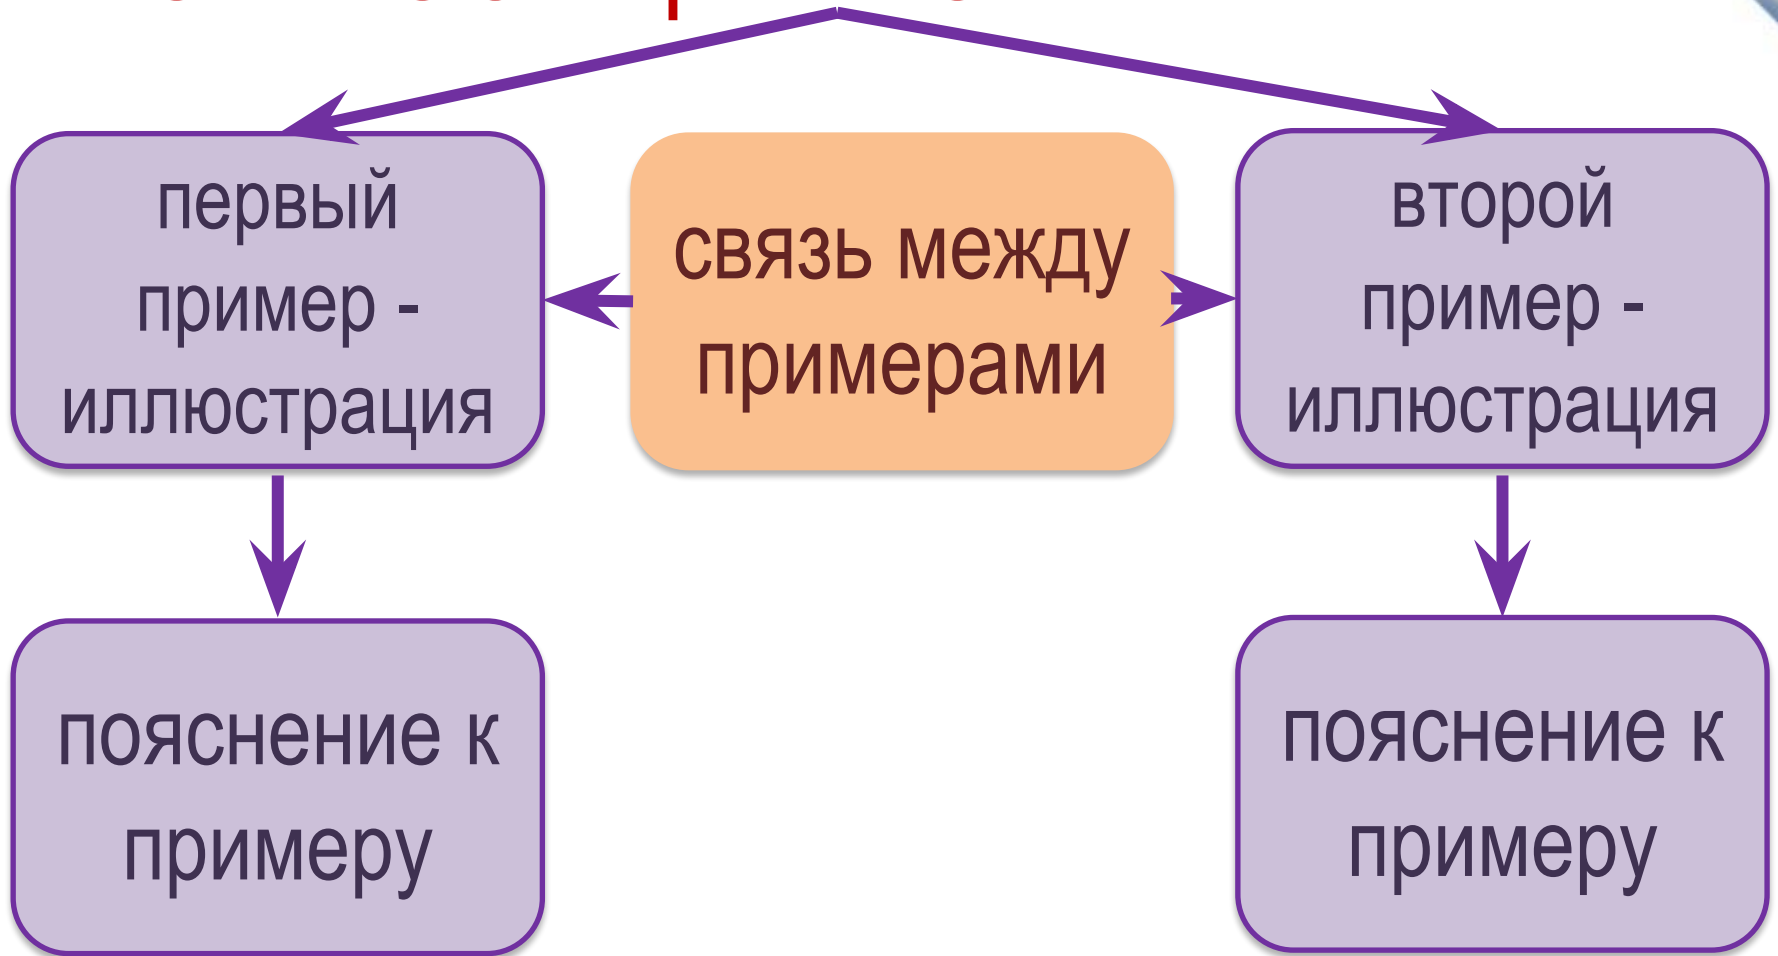 первый
пример -
иллюстрация
связь между
примерами
второй
пример -
иллюстрация
пояснение к
примеру
пояснение к
примеру